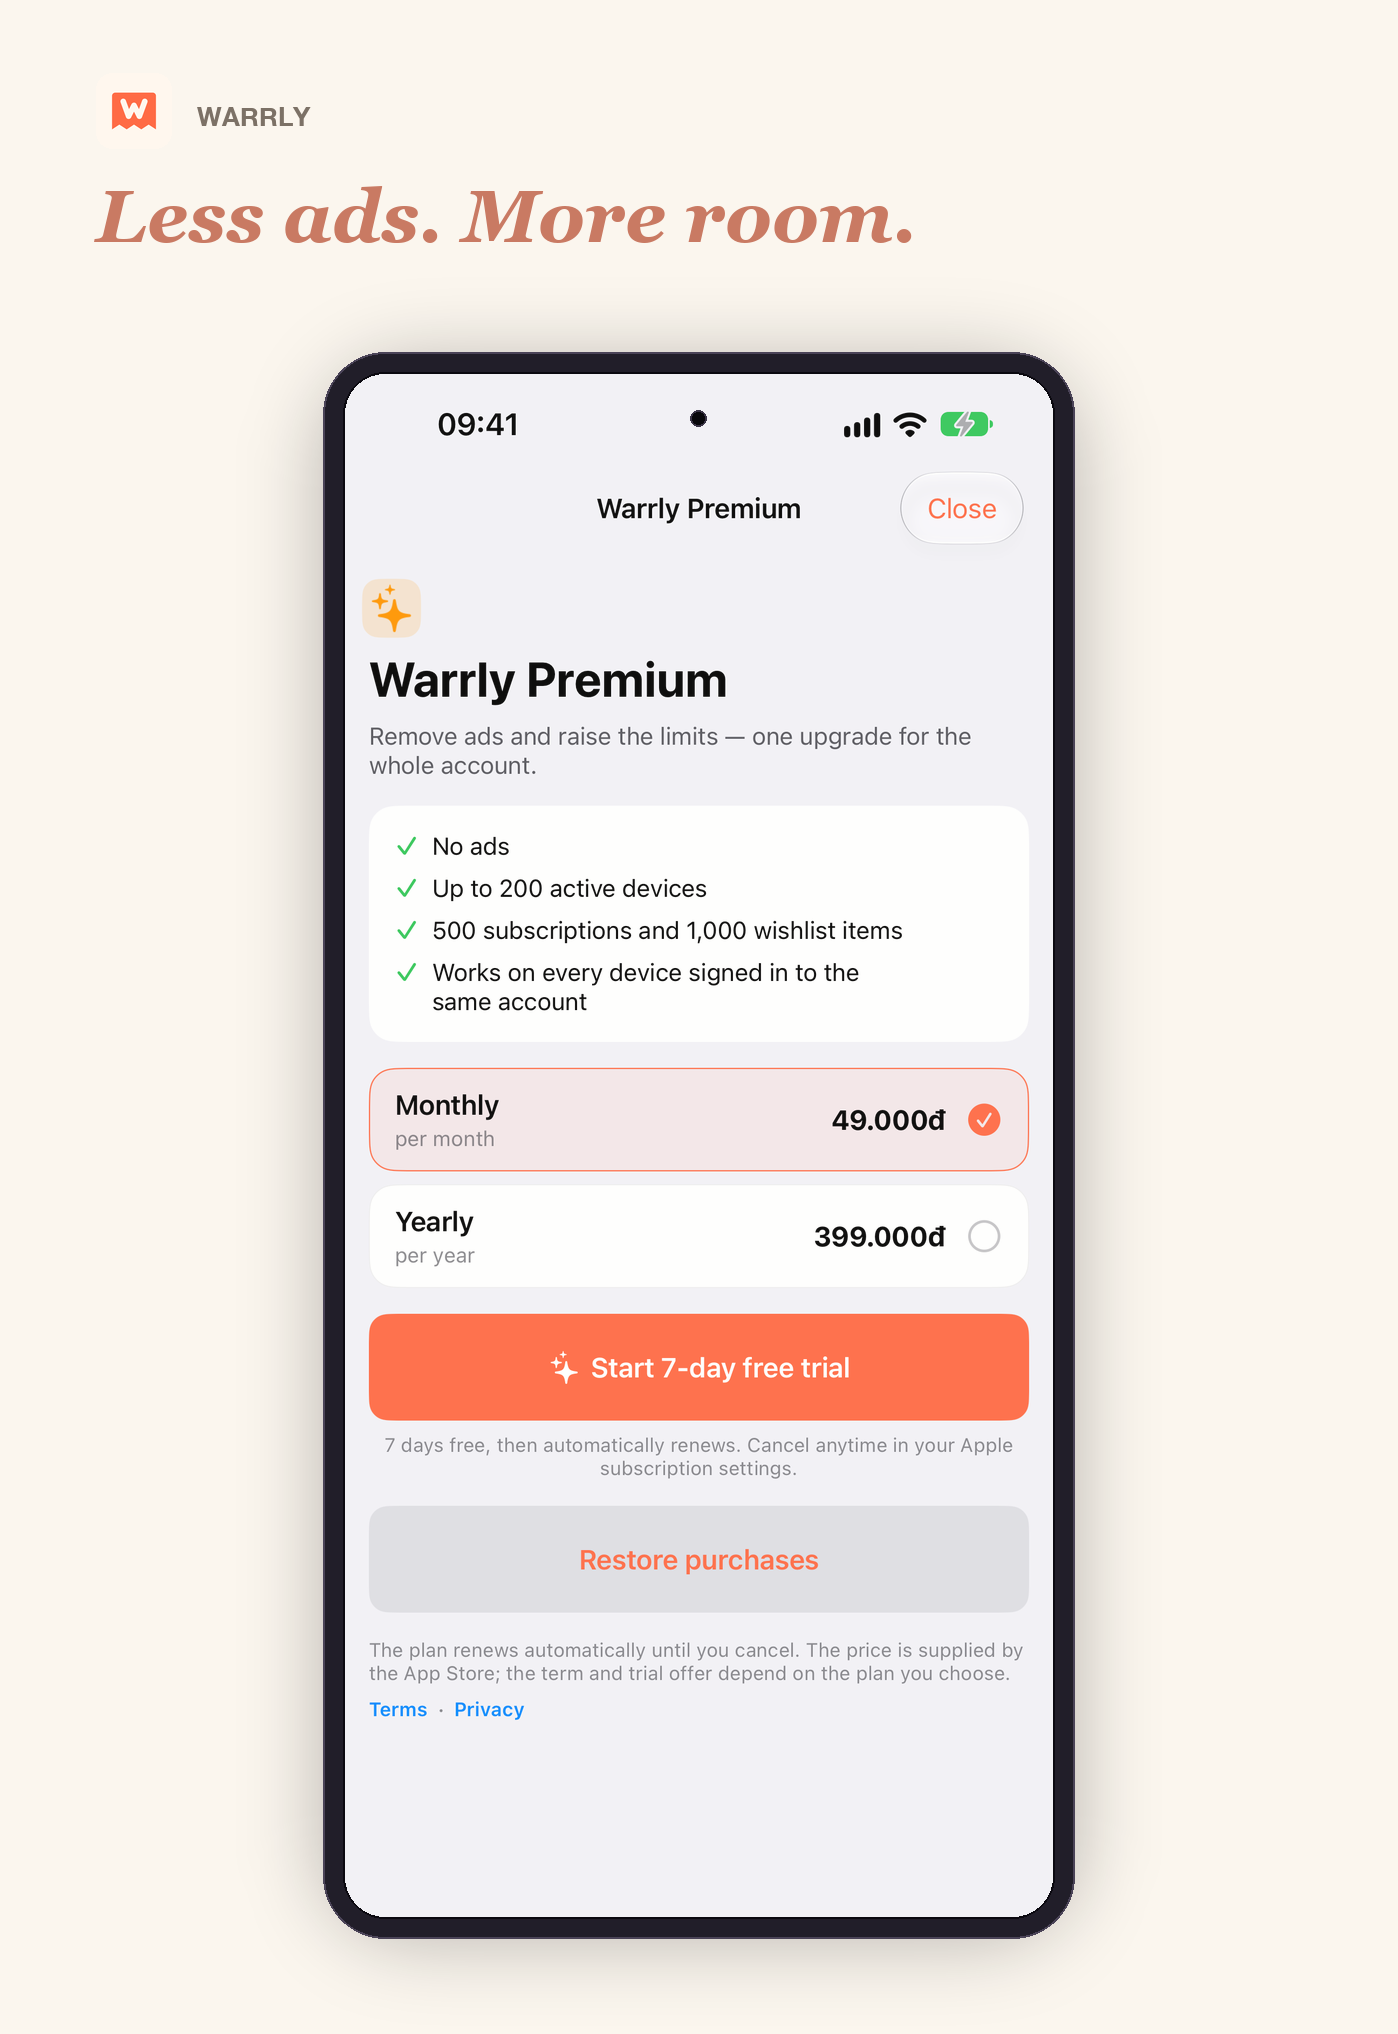 W
WARRLY
Less ads. More room.
09:41
Warrly Premium
Close
Warrly Premium
Remove ads and raise the limits — one upgrade for the
whole account.
No ads
Up to 200 active devices
500 subscriptions and 1,000 wishlist items
Works on every device signed in to the
same account
Monthly
per month
49.000đ
Yearly
per year
399.000đ
Start 7-day free trial
7 days free, then automatically renews. Cancel anytime in your Apple
subscription settings.
Restore purchases
The plan renews automatically until you cancel. The price is supplied by
the App Store; the term and trial offer depend on the plan you choose.
Terms · Privacy